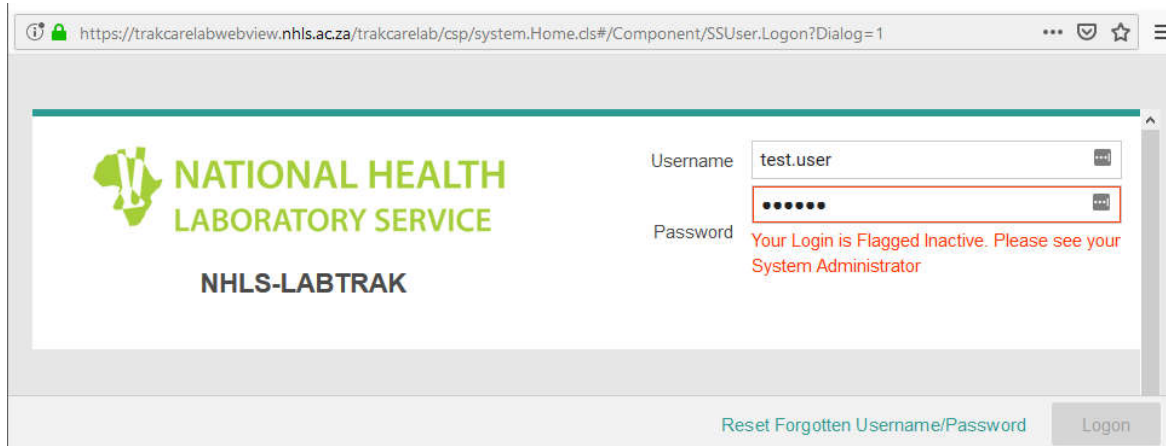 https://trakcarelabwebview.nhls.ac.za/trakcarelab/csp/system.Home.cls#/Component/SSUser.Logon?Dialog=1
NATIONAL HEALTH
LABORATORY SERVICE
NHLS-LABTRAK
Username
test.user
Password
••••••
Your Login is Flagged Inactive. Please see your
System Administrator
Reset Forgotten Username/Password
Logon